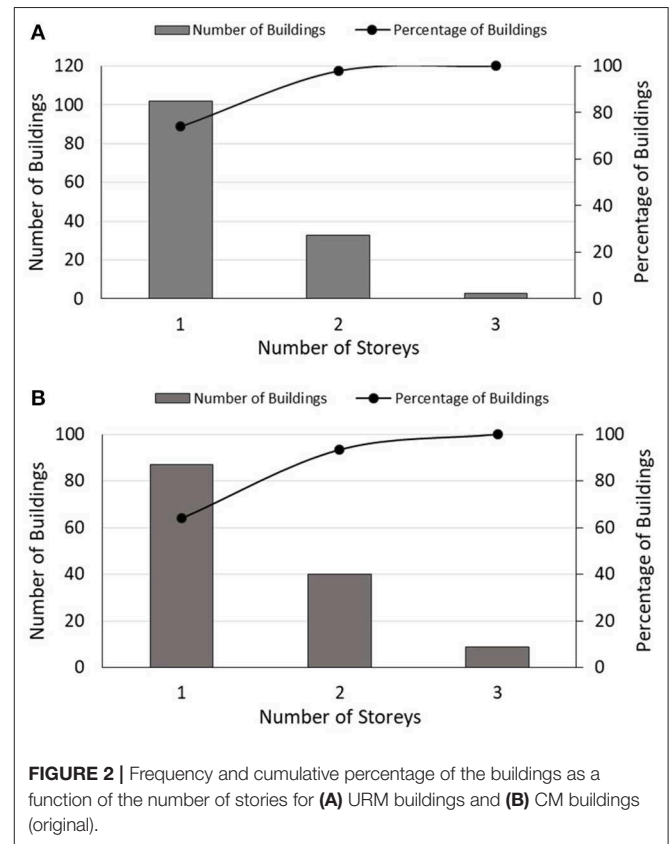 A
Number of Buildings
Percentage of Buildings
Number of Buildings
120
100
80
60
40
20
0
100
80
60
40
20
0
Percentage of Buildings
1 2 3
Number of Storeys
B
Number of Buildings
Percentage of Buildings
Number of Buildings
100
80
60
40
20
0
100
80
60
40
20
0
Percentage of Buildings
1 2 3
Number of Storeys
FIGURE 2 | Frequency and cumulative percentage of the buildings as a
function of the number of stories for (A) URM buildings and (B) CM buildings
(original).